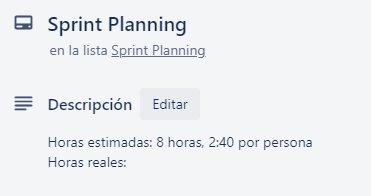 Sprint Planning
en la lista Sprint Planning
Descripción Editar
Horas estimadas: 8 horas, 2:40 por persona
Horas reales: